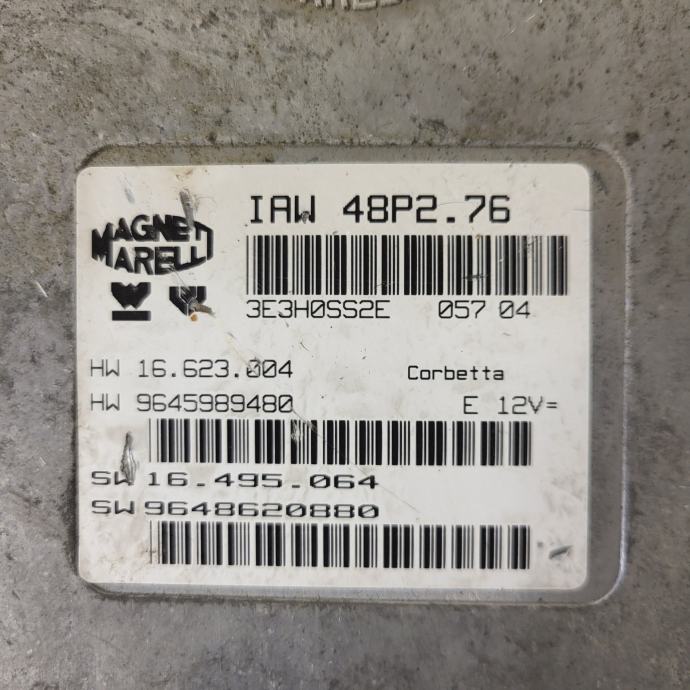 IAW 48P2.76
MAGNETI
MARELLI
3E3H0SS2E 057 04
HW 16.623.004 Corbetta
HW 9645989480 E 12V=
SW 16.495.064
SW 9648620880